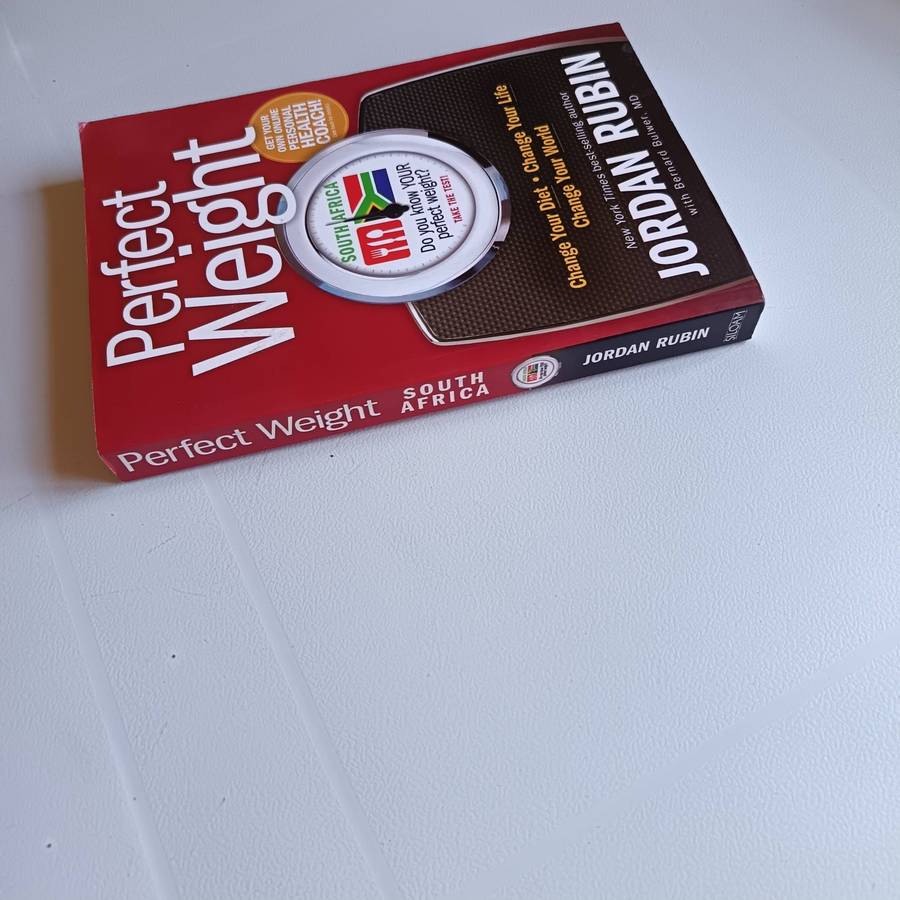 Perfect
Weight
GET YOUR
OWN ONLINE
PERSONAL
HEALTH
COACH!
SOUTH AFRICA
Do you know YOUR
perfect weight?
TAKE THE TEST!
Change Your Diet • Change Your Life
Change Your World
New York Times best-selling author
JORDAN RUBIN
with Bernard Bulwer, MD
Perfect Weight
SOUTH
AFRICA
JORDAN RUBIN
SILOAM